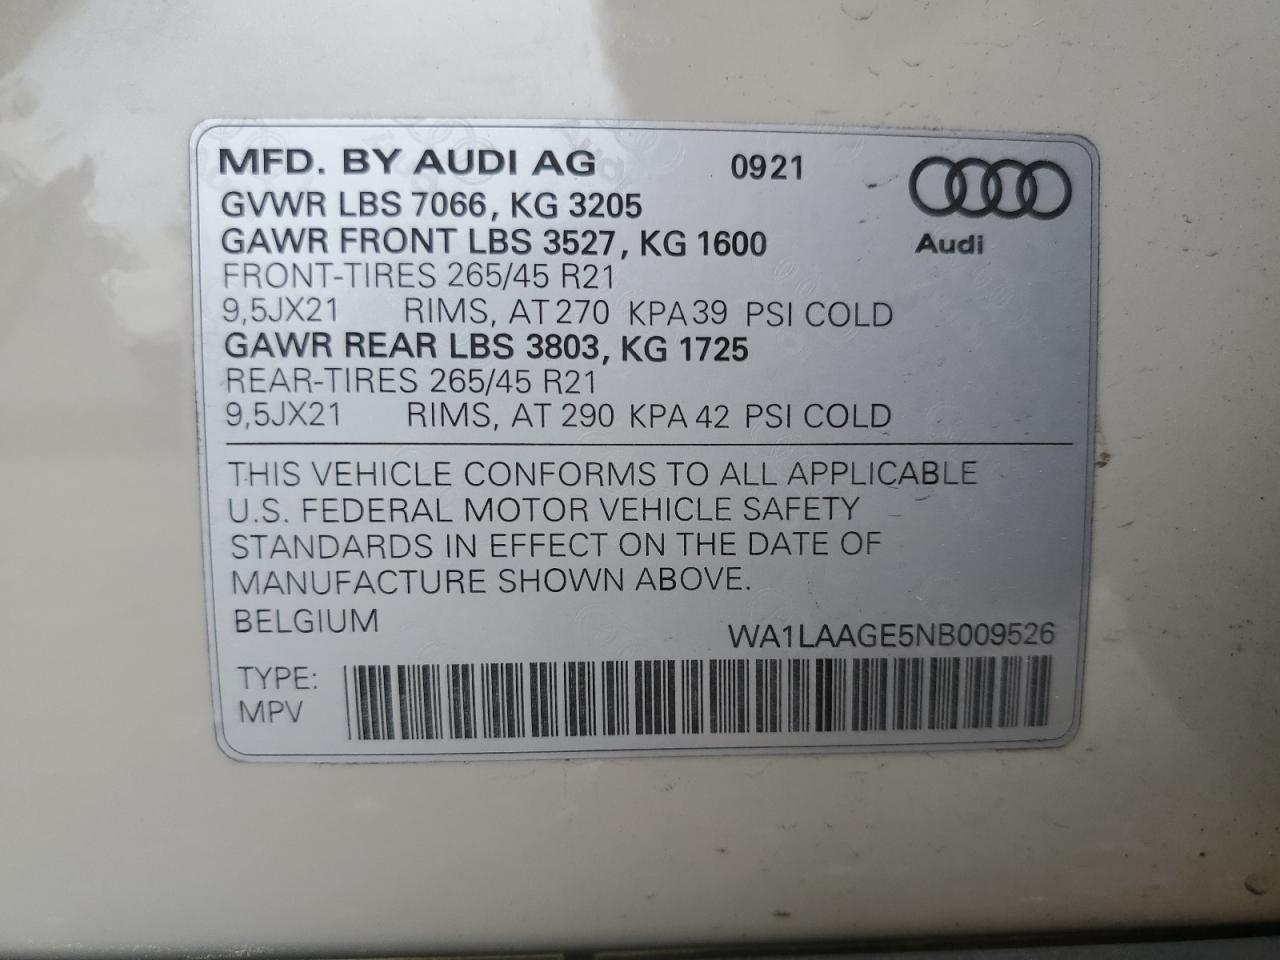 MFD. BY AUDI AG 0921
GVWR LBS 7066, KG 3205
GAWR FRONT LBS 3527, KG 1600
Audi
FRONT-TIRES 265/45 R21
9,5JX21 RIMS, AT 270 KPA 39 PSI COLD
GAWR REAR LBS 3803, KG 1725
REAR-TIRES 265/45 R21
9,5JX21 RIMS, AT 290 KPA 42 PSI COLD
THIS VEHICLE CONFORMS TO ALL APPLICABLE
U.S. FEDERAL MOTOR VEHICLE SAFETY
STANDARDS IN EFFECT ON THE DATE OF
MANUFACTURE SHOWN ABOVE.
BELGIUM
WA1LAAGE5NB009526
TYPE:
MPV